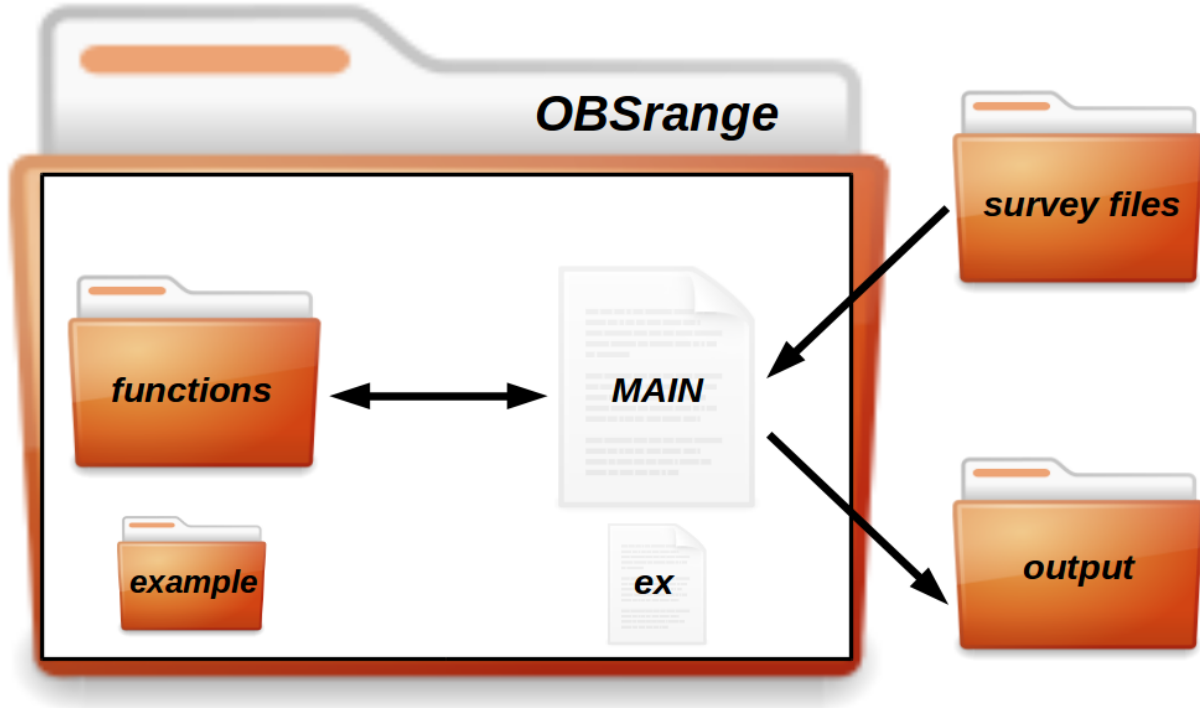 OBSrange
survey files
functions
MAIN
example
ex
output